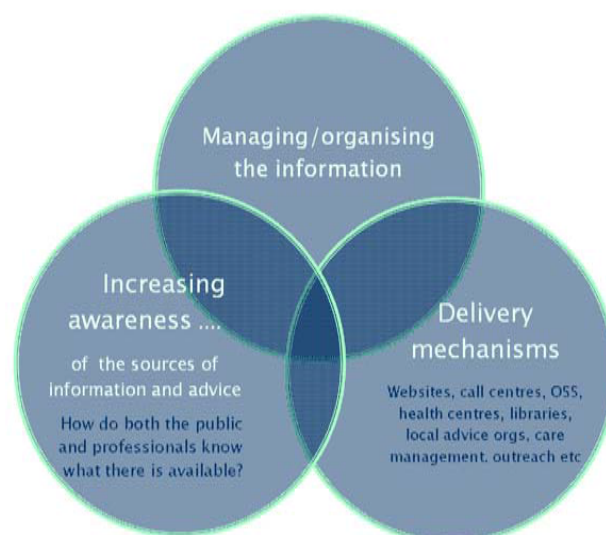 Managing/organising
the information
Increasing
awareness ....
of the sources of
information and advice
How do both the public
and professionals know
what there is available?
Delivery
mechanisms
Websites, call centres, OSS,
health centres, libraries,
local advice orgs, care
management. outreach etc